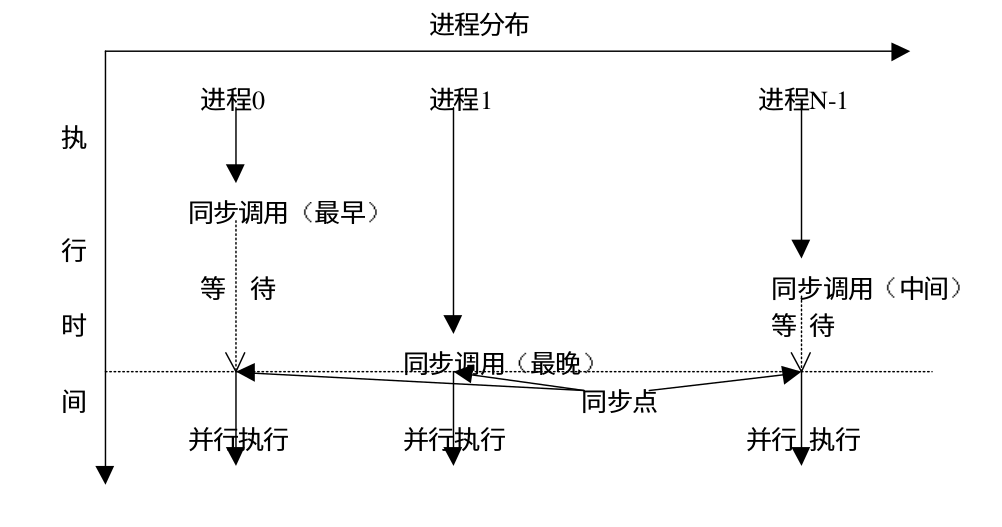 进程分布
进程0
进程1
进程N-1
执
行
时
间
同步调用（最早）
等 待
同步调用（中间）
等 待
同步调用（最晚）
同步点
并行执行
并行执行
并行 执行